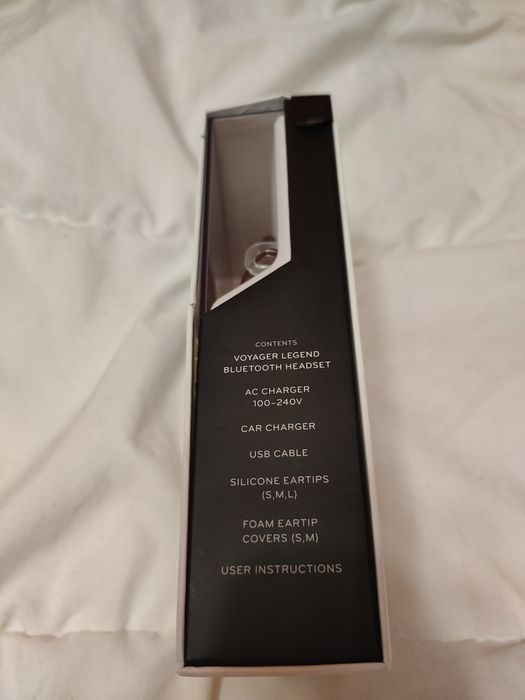 CONTENTS
VOYAGER LEGEND
BLUETOOTH HEADSET
AC CHARGER
100–240V
CAR CHARGER
USB CABLE
SILICONE EARTIPS
(S,M,L)
FOAM EARTIP
COVERS (S,M)
USER INSTRUCTIONS